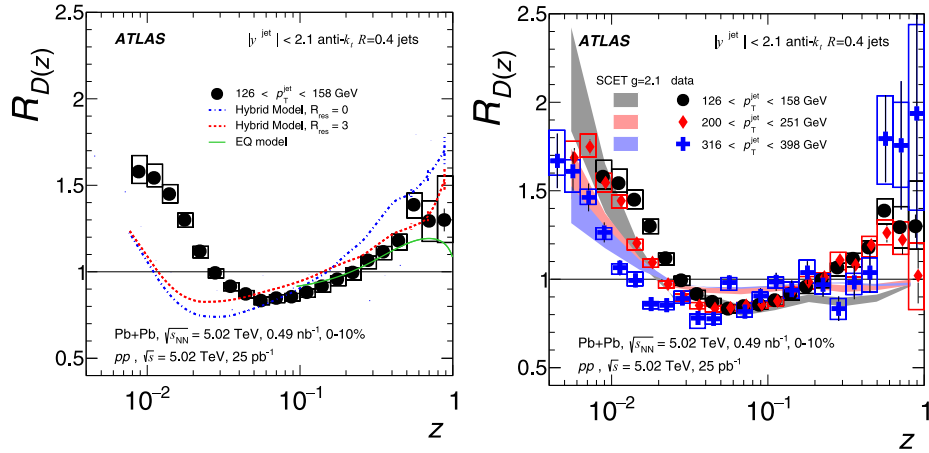 ATLAS
|y^jet| < 2.1 anti-k_t R=0.4 jets
R_D(z)
126 < p_T^jet < 158 GeV
Hybrid Model, R_res = 0
Hybrid Model, R_res = 3
EQ model
Pb+Pb, √s_NN = 5.02 TeV, 0.49 nb⁻¹, 0-10%
pp , √s = 5.02 TeV, 25 pb⁻¹
2
1.5
1
0.5
10⁻² 10⁻¹ 1
z
ATLAS
|y^jet| < 2.1 anti-k_t R=0.4 jets
R_D(z)
SCET g=2.1 data
126 < p_T^jet < 158 GeV
200 < p_T^jet < 251 GeV
316 < p_T^jet < 398 GeV
Pb+Pb, √s_NN = 5.02 TeV, 0.49 nb⁻¹, 0-10%
pp , √s = 5.02 TeV, 25 pb⁻¹
2
1.5
1
0.5
10⁻² 10⁻¹ 1
z